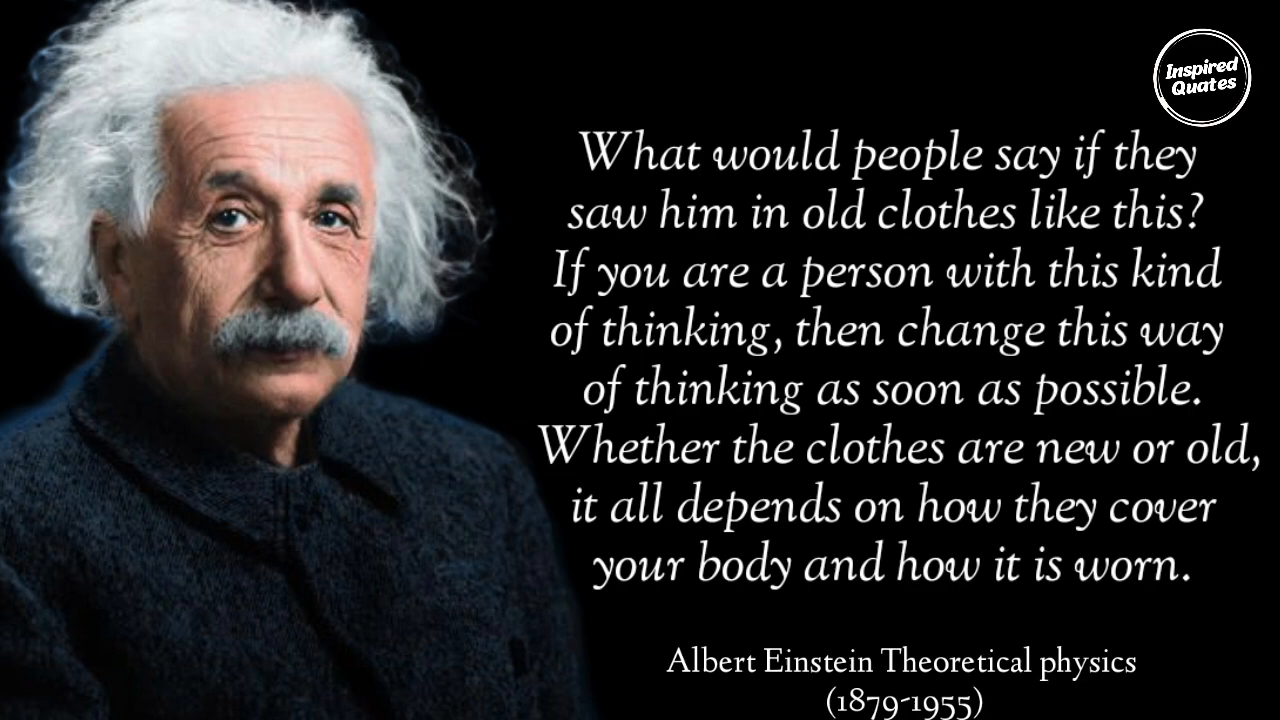 Inspired
Quates
What would people say if they
saw him in old clothes like this?
If you are a person with this kind
of thinking, then change this way
of thinking as soon as possible.
Whether the clothes are new or old,
it all depends on how they cover
your body and how it is worn.
Albert Einstein Theoretical physics
(1879-1955)